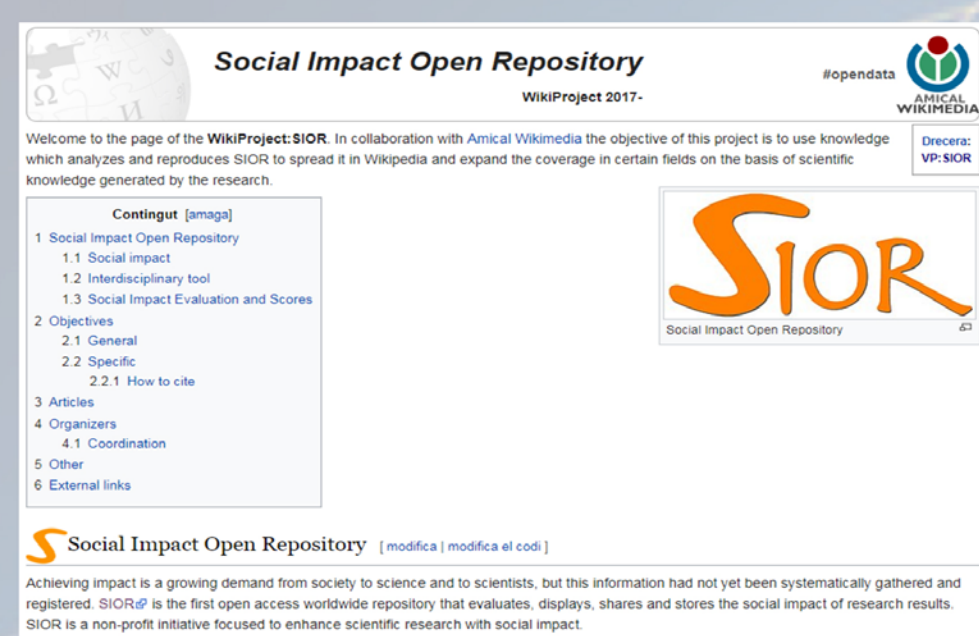 Social Impact Open Repository
WikiProject 2017-
#opendata
AMICAL
WIKIMEDIA
Welcome to the page of the WikiProject:SIOR. In collaboration with Amical Wikimedia the objective of this project is to use knowledge
which analyzes and reproduces SIOR to spread it in Wikipedia and expand the coverage in certain fields on the basis of scientific
knowledge generated by the research.
Drecera:
VP:SIOR
Contingut [amaga]
1 Social Impact Open Repository
1.1 Social impact
1.2 Interdisciplinary tool
1.3 Social Impact Evaluation and Scores
2 Objectives
2.1 General
2.2 Specific
2.2.1 How to cite
3 Articles
4 Organizers
4.1 Coordination
5 Other
6 External links
SIOR
Social Impact Open Repository
Social Impact Open Repository [ modifica | modifica el codi ]
Achieving impact is a growing demand from society to science and to scientists, but this information had not yet been systematically gathered and
registered. SIOR is the first open access worldwide repository that evaluates, displays, shares and stores the social impact of research results.
SIOR is a non-profit initiative focused to enhance scientific research with social impact.